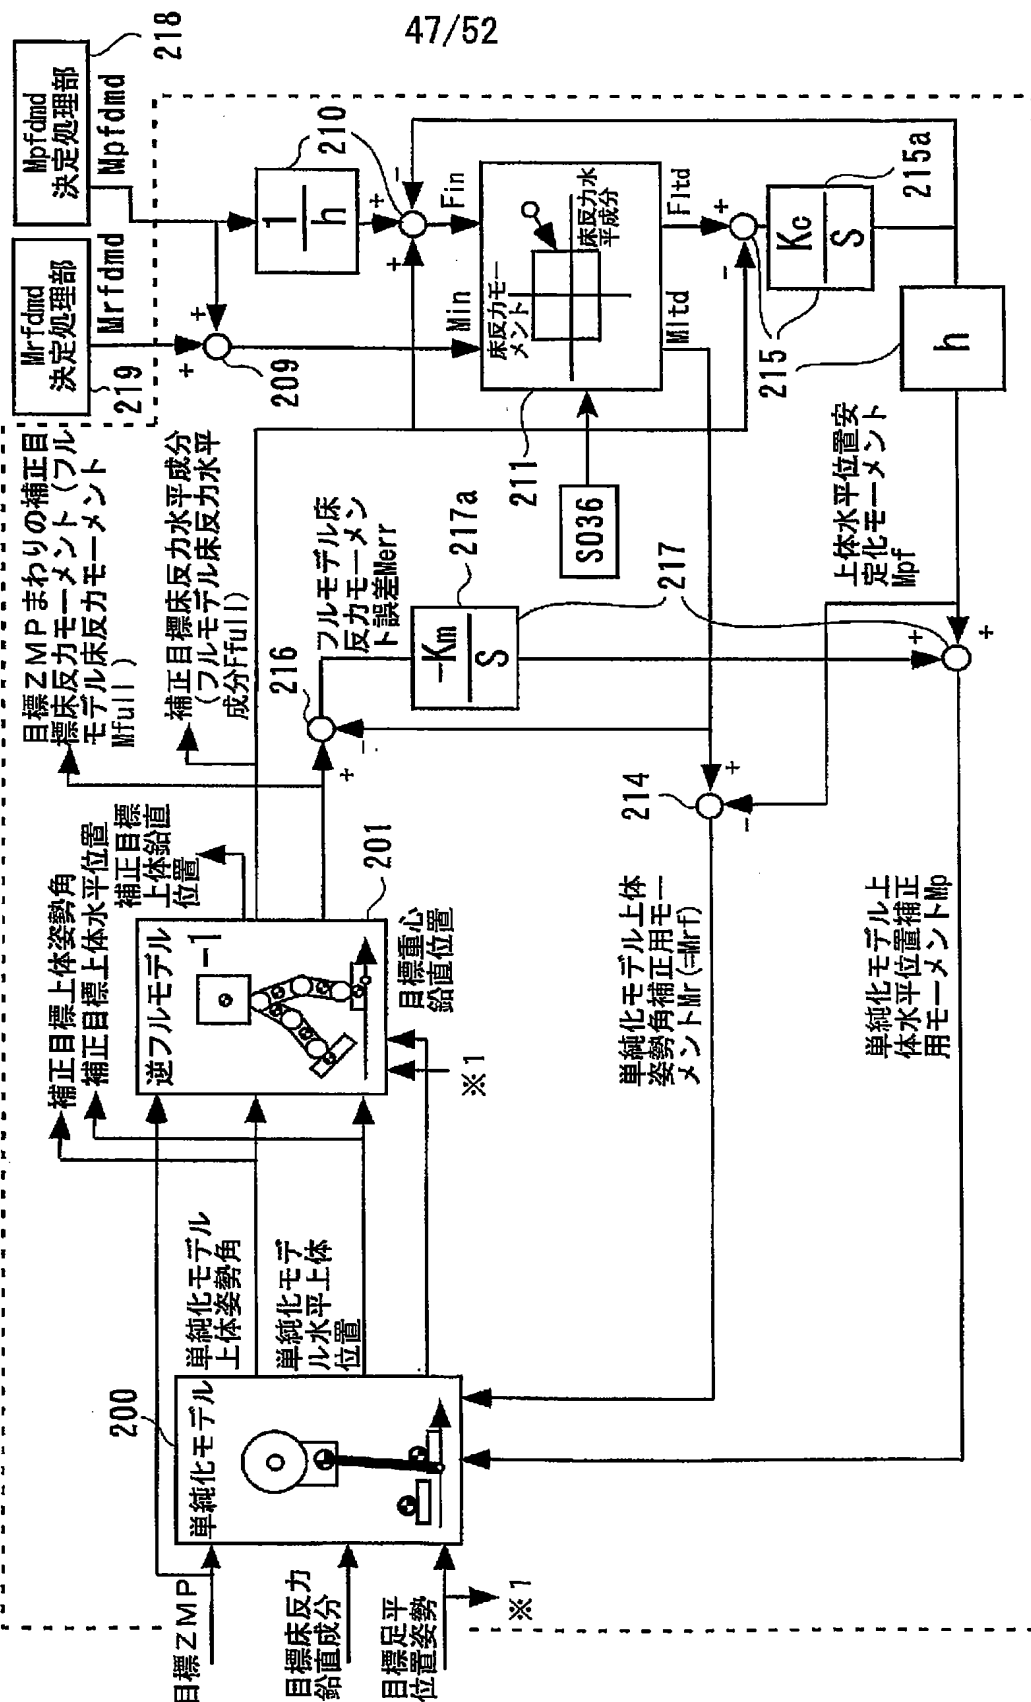 47/52
Mpfdmd
決定処理部
218
Mpfdmd
Mrfdmd
決定処理部
219
Mrfdmd
目標ZMPまわりの補正目
標床反力モーメント(フル
モデル床反力モーメント
Mfull)
補正目標床反力水平成分
(フルモデル床反力水平
成分Ffull)
補正目標上体姿勢角
補正目標上体水平位置
補正目標
上体鉛直
位置
+
+
209
1
h
210
+
+
-
Min
Fin
床反力モー
メント
床反力水
平成分
211
S036
Mltd
Fltd
+
-
215
Kc
S
215a
h
フルモデル床
反力モーメン
ト誤差Merr
216
+
-
-Km
S
217a
217
上体水平位置安
定化モーメント
Mpf
+
+
214
+
-
逆フルモデル
-1
201
目標重心
鉛直位置
※1
単純化モデル上体
姿勢角補正用モー
メントMr(=Mrf)
単純化モデル上
体水平位置補正
用モーメントMp
単純化モデル
上体姿勢角
単純化モデ
ル水平上体
位置
200
単純化モデル
目標ZMP
目標床反力
鉛直成分
目標足平
位置姿勢
※1